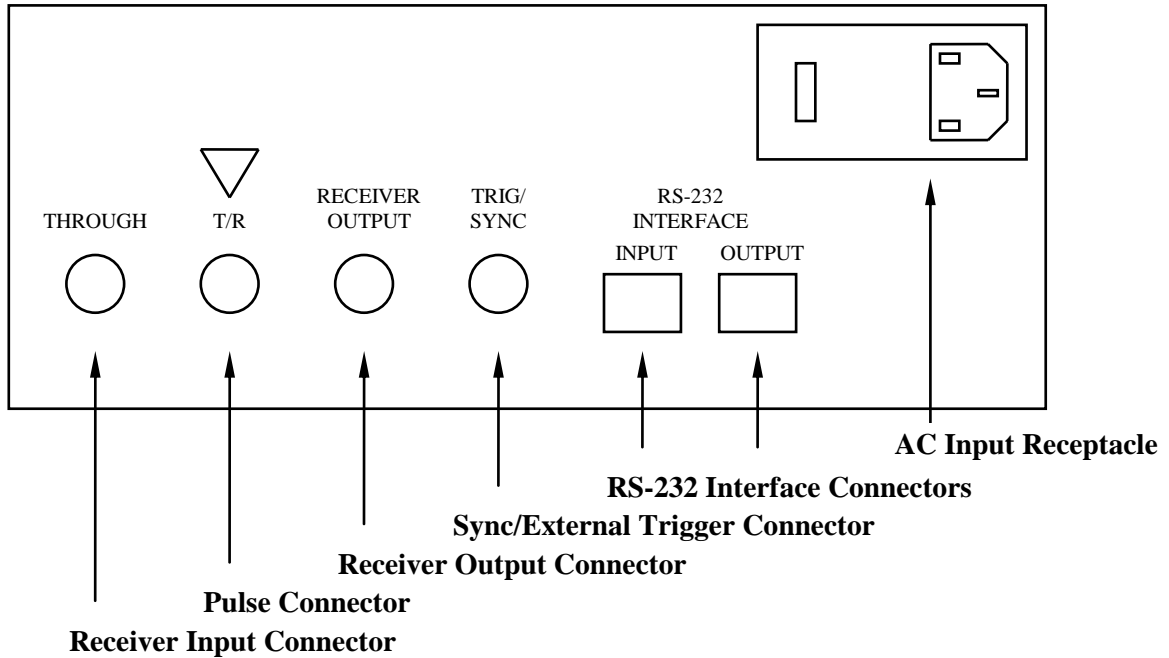 THROUGH
T/R
RECEIVER
OUTPUT
TRIG/
SYNC
RS-232
INTERFACE
INPUT
OUTPUT
AC Input Receptacle
RS-232 Interface Connectors
Sync/External Trigger Connector
Receiver Output Connector
Pulse Connector
Receiver Input Connector